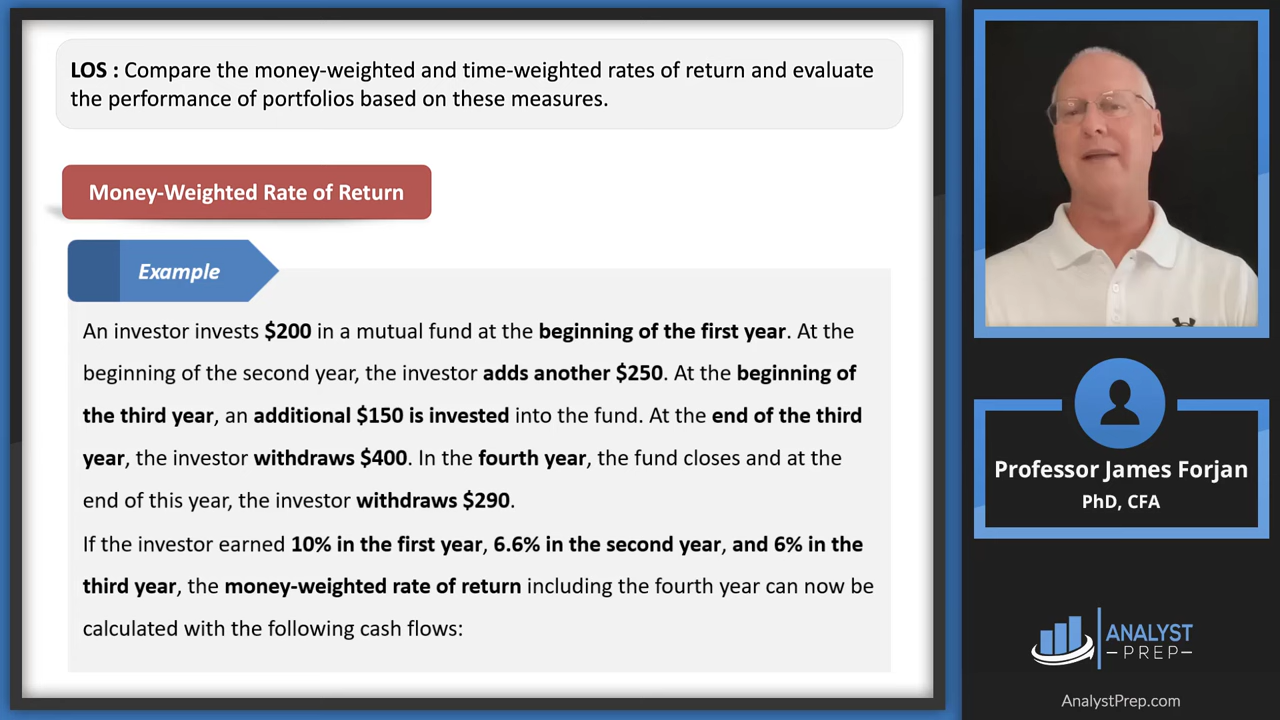 LOS : Compare the money-weighted and time-weighted rates of return and evaluate
the performance of portfolios based on these measures.
Money-Weighted Rate of Return
Example
An investor invests $200 in a mutual fund at the beginning of the first year. At the
beginning of the second year, the investor adds another $250. At the beginning of
the third year, an additional $150 is invested into the fund. At the end of the third
year, the investor withdraws $400. In the fourth year, the fund closes and at the
end of this year, the investor withdraws $290.
If the investor earned 10% in the first year, 6.6% in the second year, and 6% in the
third year, the money-weighted rate of return including the fourth year can now be
calculated with the following cash flows:
Professor James Forjan
PhD, CFA
ANALYST
–PREP–
AnalystPrep.com